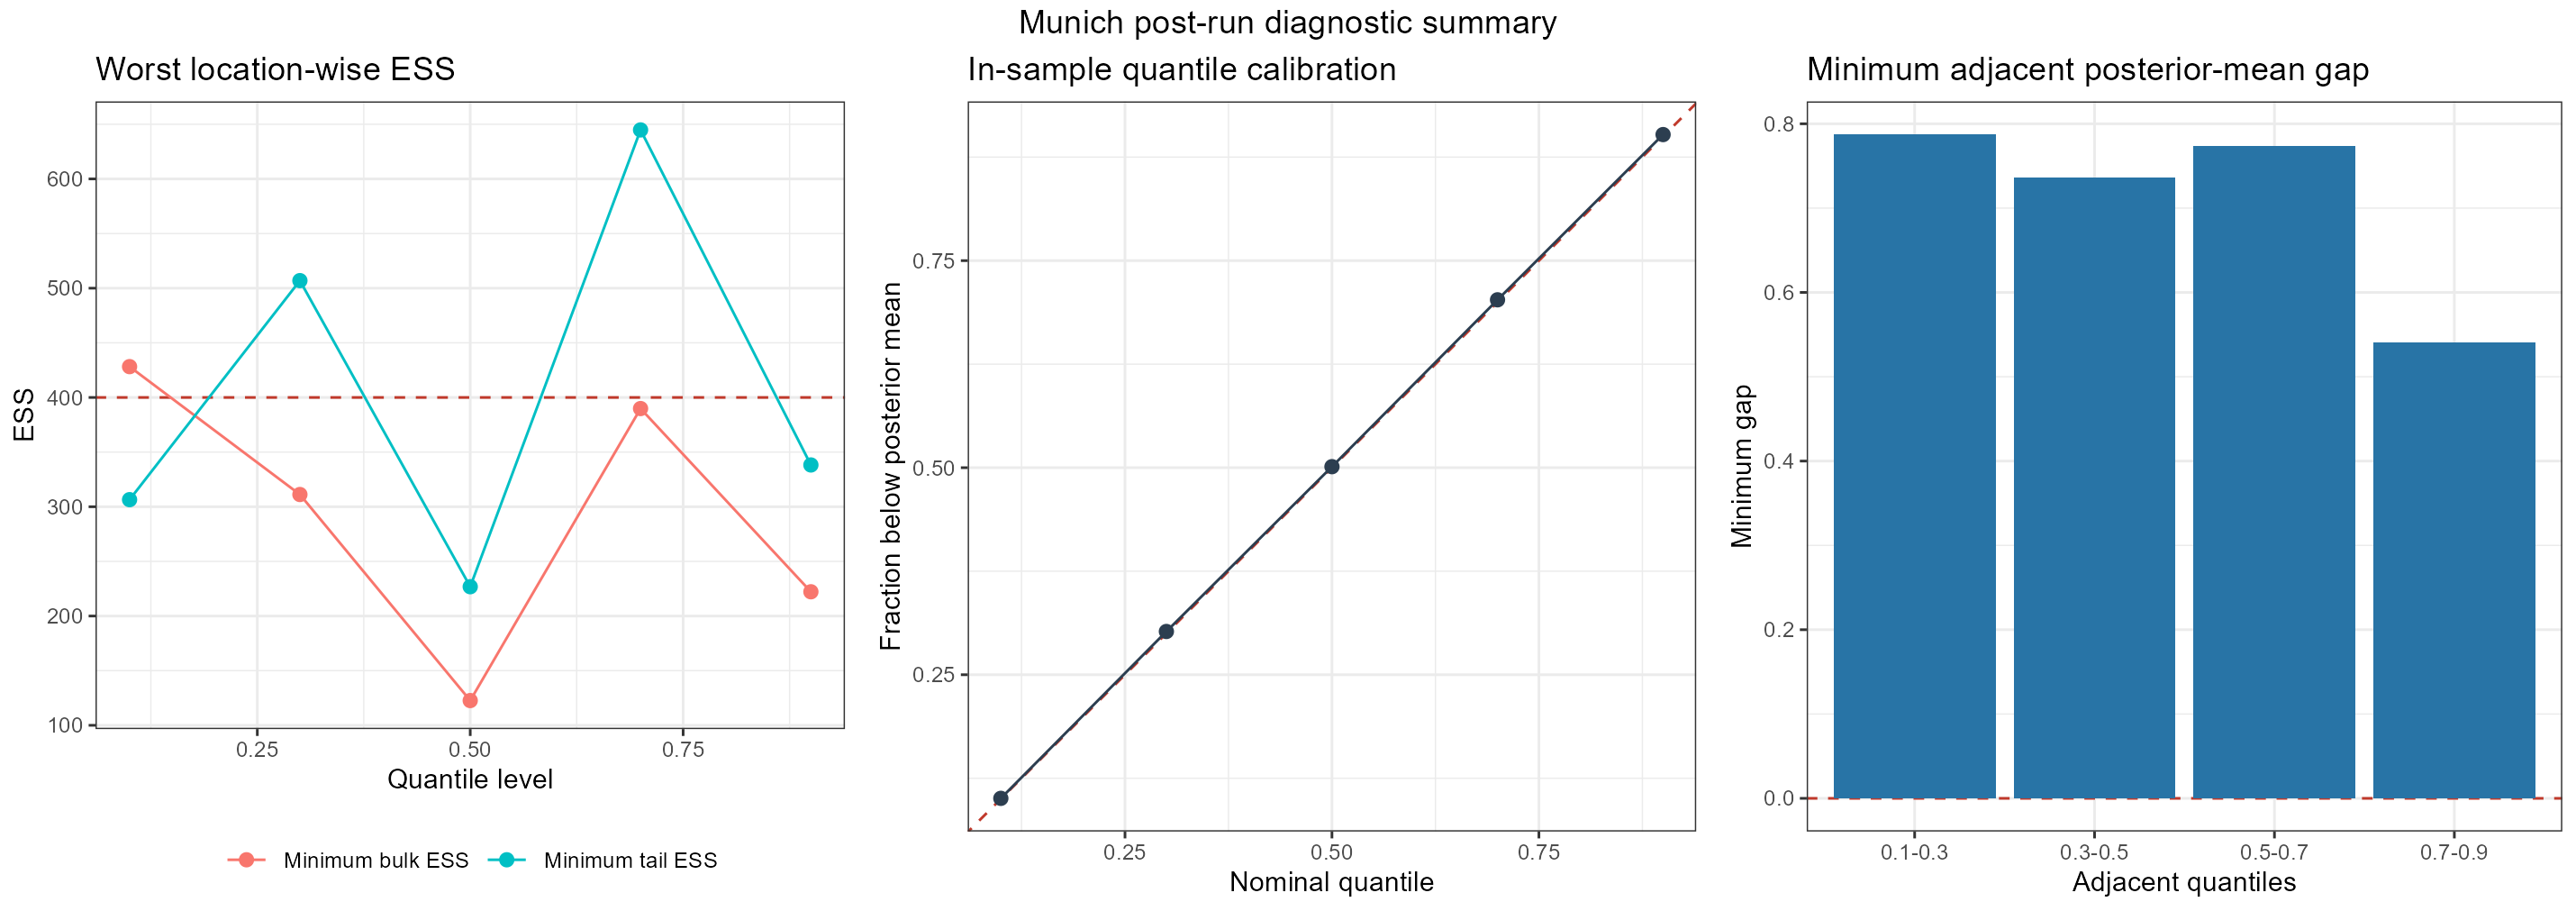 Munich post-run diagnostic summary
Worst location-wise ESS
600
500
400
300
200
100
ESS
0.25 0.50 0.75
Quantile level
Minimum bulk ESS Minimum tail ESS
In-sample quantile calibration
0.75
0.50
0.25
Fraction below posterior mean
0.25 0.50 0.75
Nominal quantile
Minimum adjacent posterior-mean gap
0.8
0.6
0.4
0.2
0.0
Minimum gap
0.1-0.3 0.3-0.5 0.5-0.7 0.7-0.9
Adjacent quantiles